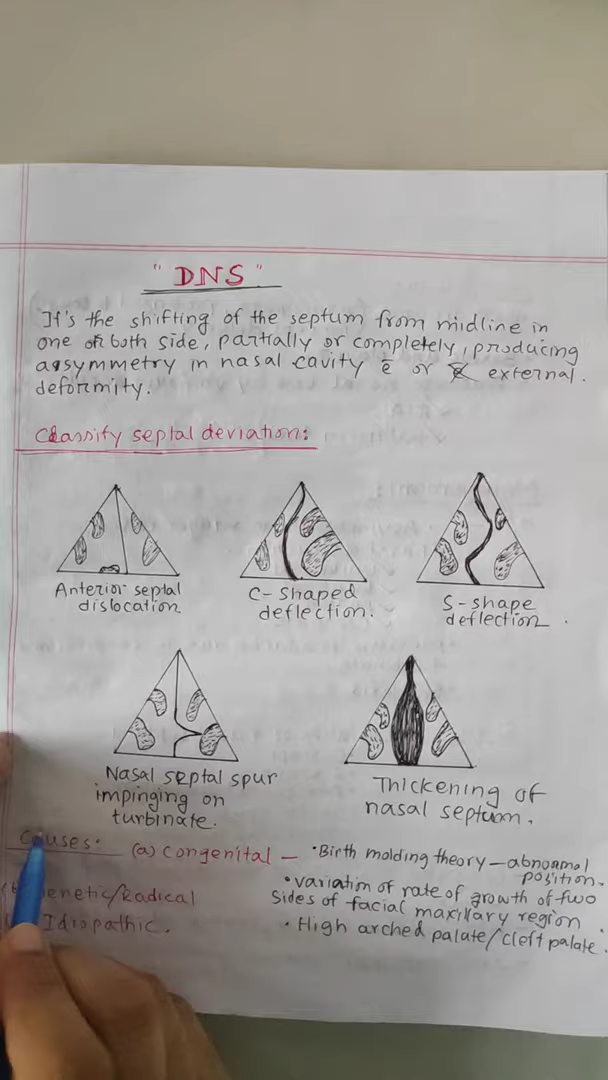 "DNS"
It's the shifting of the septum from midline in
one or both side, partially or completely, producing
assymmetry in nasal cavity c̄ or external
deformity.
Classify septal deviation:
Anterior septal
dislocation.
C-Shaped
deflection.
S-shape
deflection.
Nasal septal spur
impinging on
turbinate.
Thickening of
nasal septum.
Causes:
(a) Congenital – • Birth molding theory – abnormal
position.
• Variation of rate of growth of two
sides of facial maxillary region.
• High arched palate/cleft palate.
Genetic/Radical
Idiopathic.